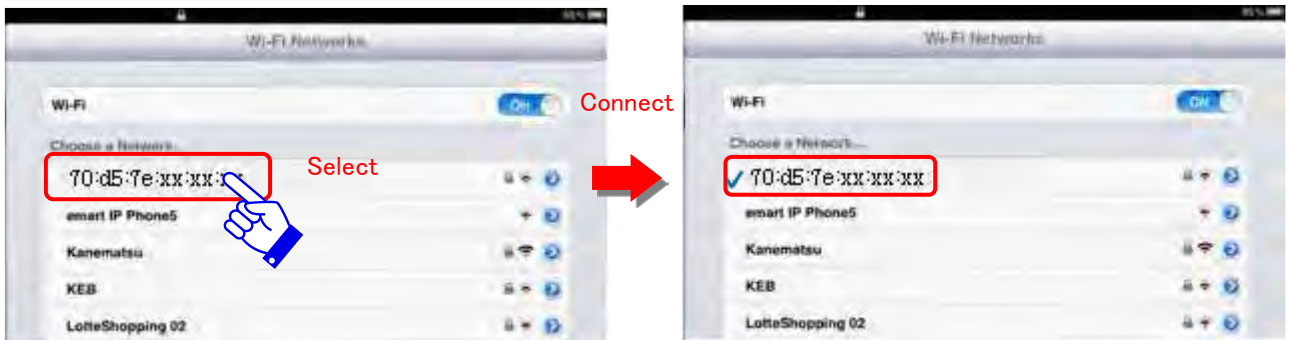 Wi-Fi Networks
Wi-Fi
ON
Choose a Network...
70:d5:7e:xx:xx:xx
emart IP Phone5
Kanematsu
KEB
LotteShopping 02
Select
Connect
Wi-Fi Networks
Wi-Fi
ON
Choose a Network...
70:d5:7e:xx:xx:xx
emart IP Phone5
Kanematsu
KEB
LotteShopping 02